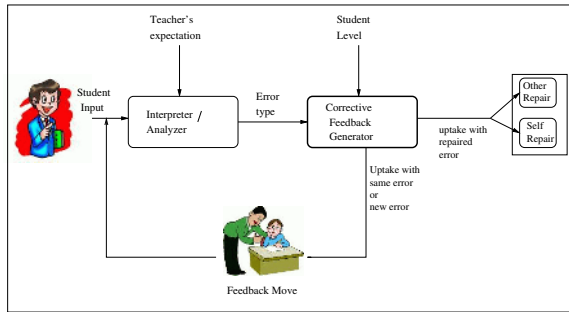 Teacher's
expectation
Student
Level
Student
Input
Interpreter /
Analyzer
Error
type
Corrective
Feedback
Generator
uptake with
repaired
error
Other
Repair
Self
Repair
Uptake with
same error
or
new error
Feedback Move